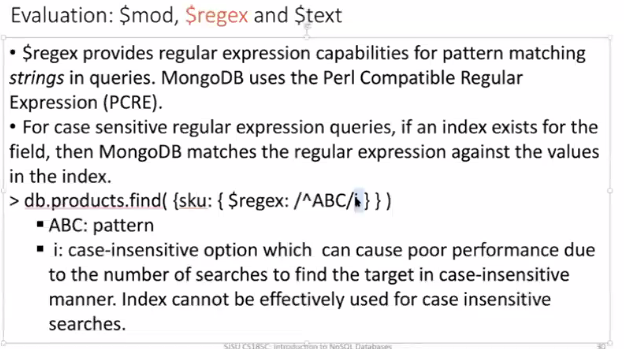 Evaluation: $mod, $regex and $text
• $regex provides regular expression capabilities for pattern matching
strings in queries. MongoDB uses the Perl Compatible Regular
Expression (PCRE).
• For case sensitive regular expression queries, if an index exists for the
field, then MongoDB matches the regular expression against the values
in the index.
> db.products.find( {sku: { $regex: /^ABC/i } } )
▪ ABC: pattern
▪ i: case-insensitive option which can cause poor performance due
to the number of searches to find the target in case-insensitive
manner. Index cannot be effectively used for case insensitive
searches.
SJSU CS185C: Introduction to NoSQL Databases